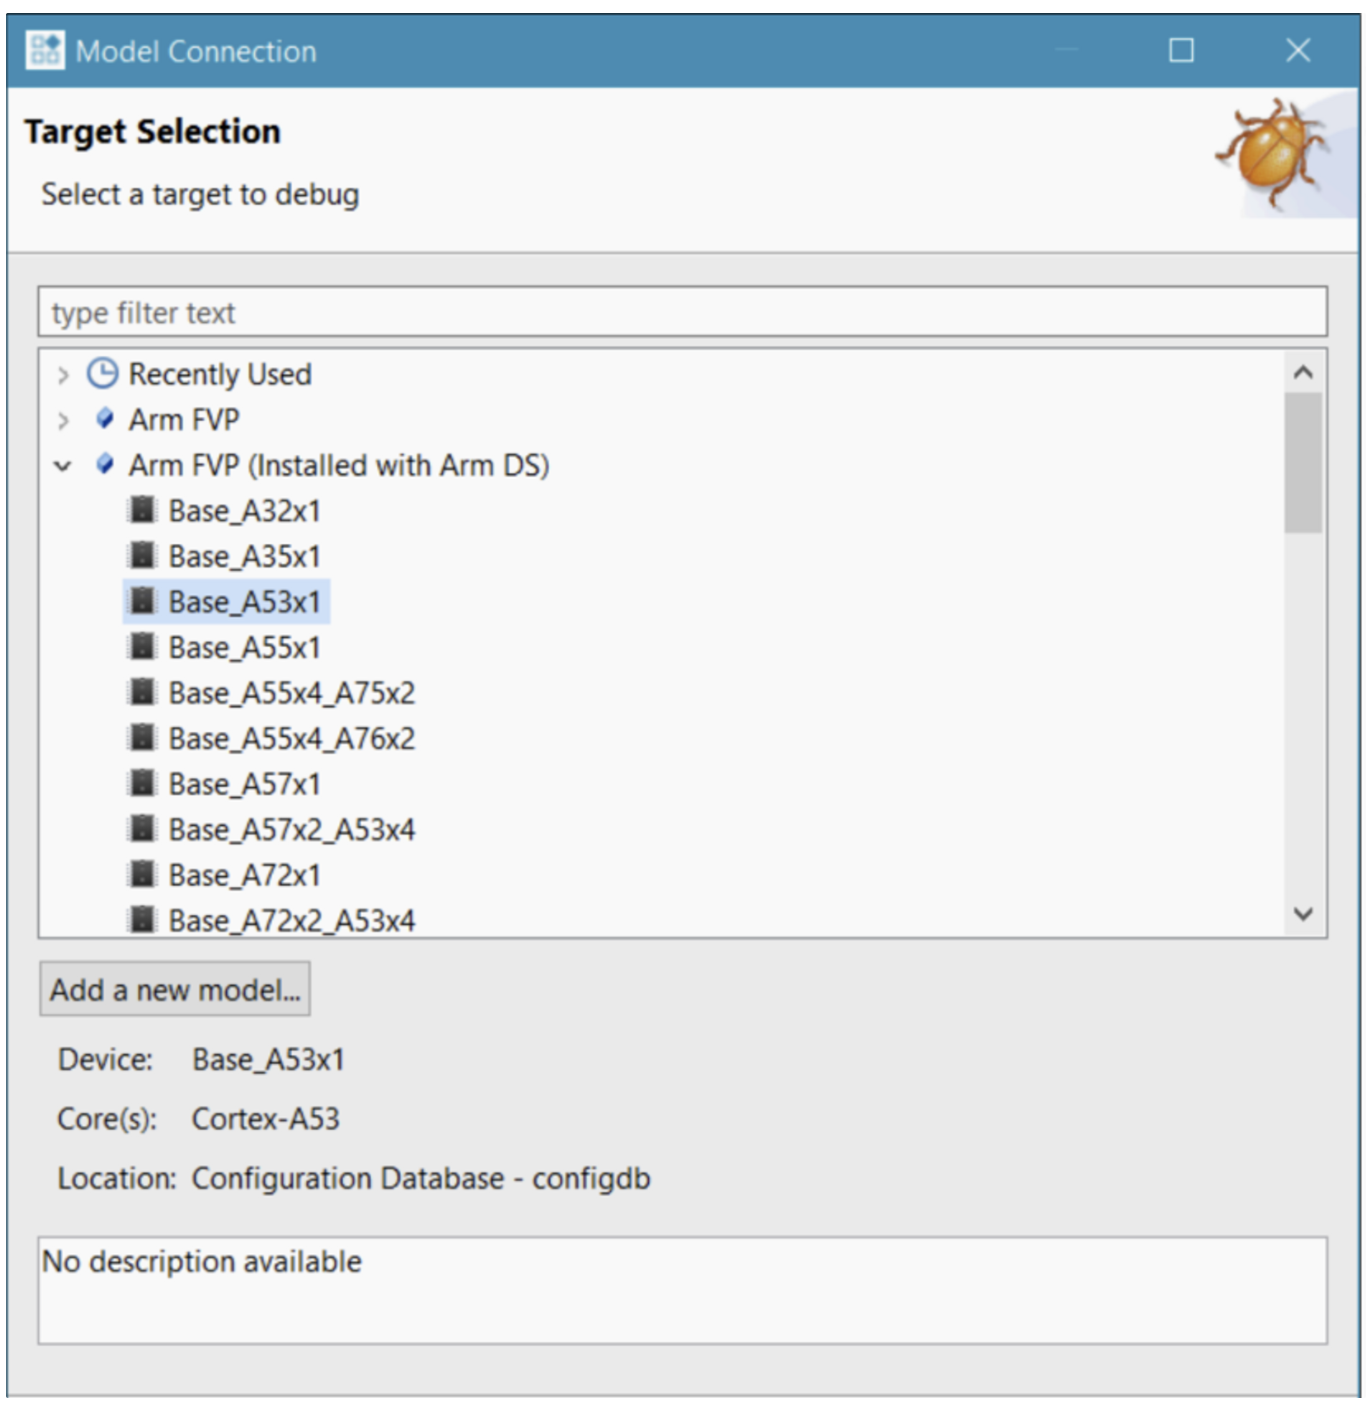 Model Connection
Target Selection
Select a target to debug
type filter text
Recently Used
Arm FVP
Arm FVP (Installed with Arm DS)
Base_A32x1
Base_A35x1
Base_A53x1
Base_A55x1
Base_A55x4_A75x2
Base_A55x4_A76x2
Base_A57x1
Base_A57x2_A53x4
Base_A72x1
Base_A72x2_A53x4
Add a new model...
Device: Base_A53x1
Core(s): Cortex-A53
Location: Configuration Database - configdb
No description available